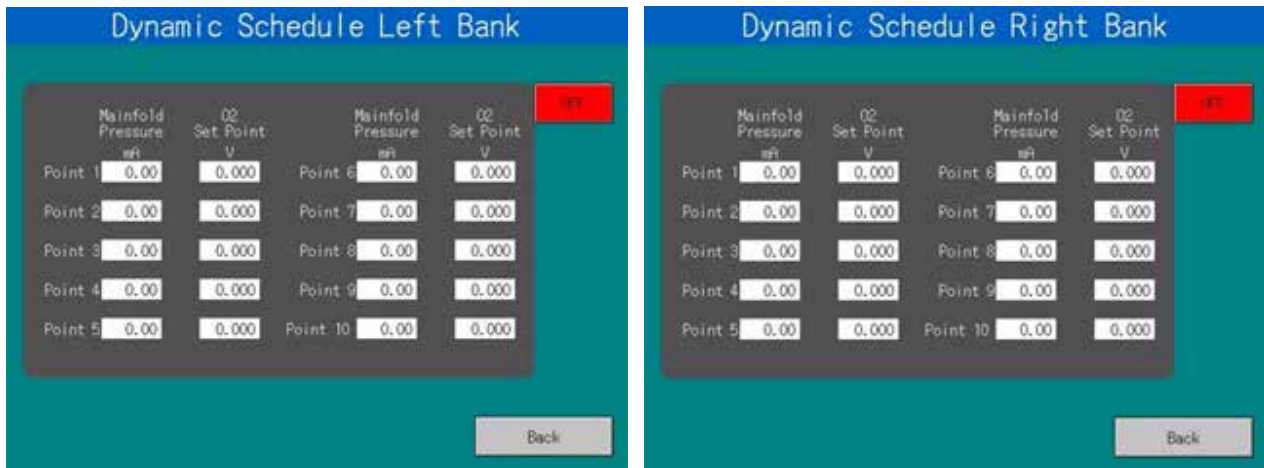 Dynamic Schedule Left Bank
OFF
Mainfold O2 Mainfold O2
Pressure Set Point Pressure Set Point
mA V mA V
Point 1 0.00 0.000 Point 6 0.00 0.000
Point 2 0.00 0.000 Point 7 0.00 0.000
Point 3 0.00 0.000 Point 8 0.00 0.000
Point 4 0.00 0.000 Point 9 0.00 0.000
Point 5 0.00 0.000 Point 10 0.00 0.000
Back
Dynamic Schedule Right Bank
OFF
Mainfold O2 Mainfold O2
Pressure Set Point Pressure Set Point
mA V mA V
Point 1 0.00 0.000 Point 6 0.00 0.000
Point 2 0.00 0.000 Point 7 0.00 0.000
Point 3 0.00 0.000 Point 8 0.00 0.000
Point 4 0.00 0.000 Point 9 0.00 0.000
Point 5 0.00 0.000 Point 10 0.00 0.000
Back